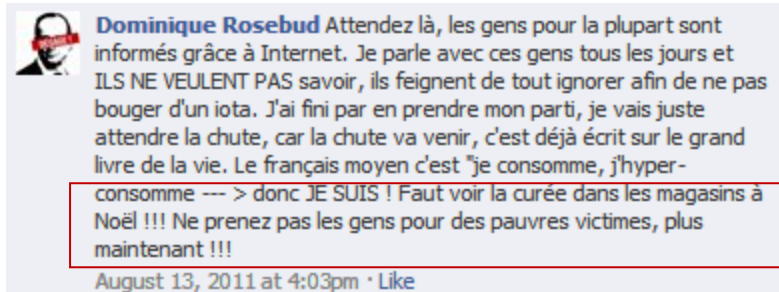 Dominique Rosebud Attendez là, les gens pour la plupart sont
informés grâce à Internet. Je parle avec ces gens tous les jours et
ILS NE VEULENT PAS savoir, ils feignent de tout ignorer afin de ne pas
bouger d'un iota. J'ai fini par en prendre mon parti, je vais juste
attendre la chute, car la chute va venir, c'est déjà écrit sur le grand
livre de la vie. Le français moyen c'est "je consomme, j'hyper-
consomme --- > donc JE SUIS ! Faut voir la curée dans les magasins à
Noël !!! Ne prenez pas les gens pour des pauvres victimes, plus
maintenant !!!
August 13, 2011 at 4:03pm · Like